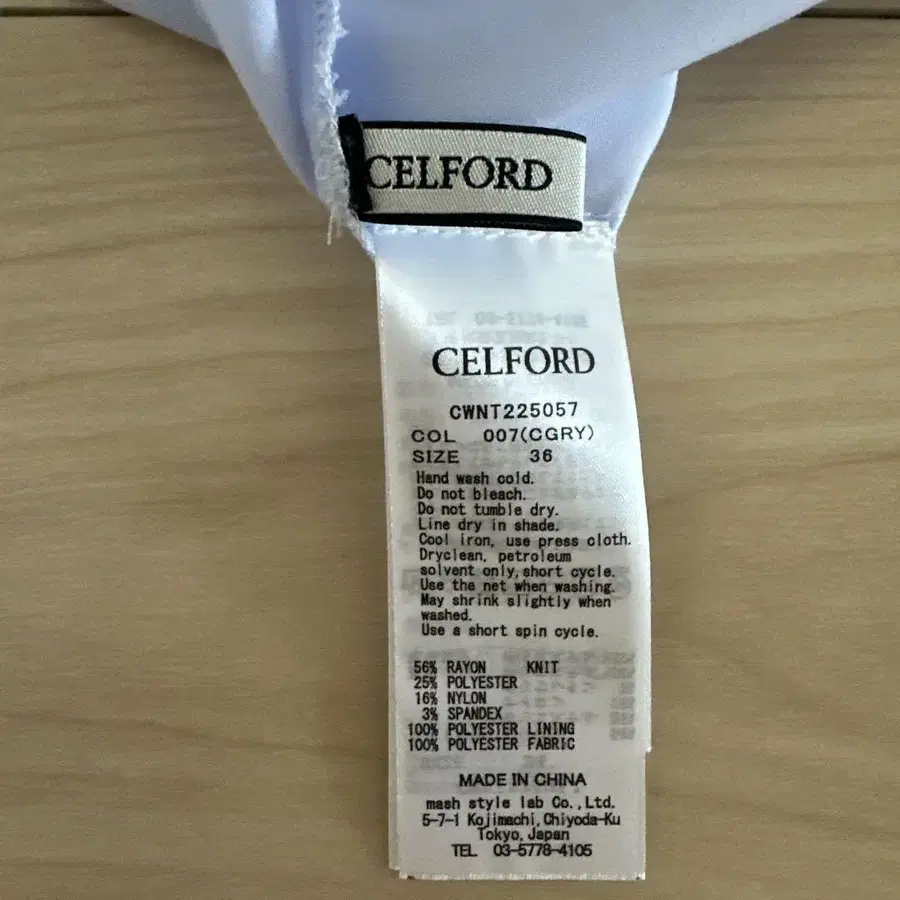 CELFORD
CELFORD
CWNT225057
COL 007(CGRY)
SIZE 36
Hand wash cold.
Do not bleach.
Do not tumble dry.
Line dry in shade.
Cool iron, use press cloth.
Dryclean, petroleum
solvent only,short cycle.
Use the net when washing.
May shrink slightly when
washed.
Use a short spin cycle.
56% RAYON KNIT
25% POLYESTER
16% NYLON
3% SPANDEX
100% POLYESTER LINING
100% POLYESTER FABRIC
MADE IN CHINA
mash style lab Co.,Ltd.
5-7-1 Kojimachi,Chiyoda-Ku
Tokyo,Japan
TEL 03-5778-4105